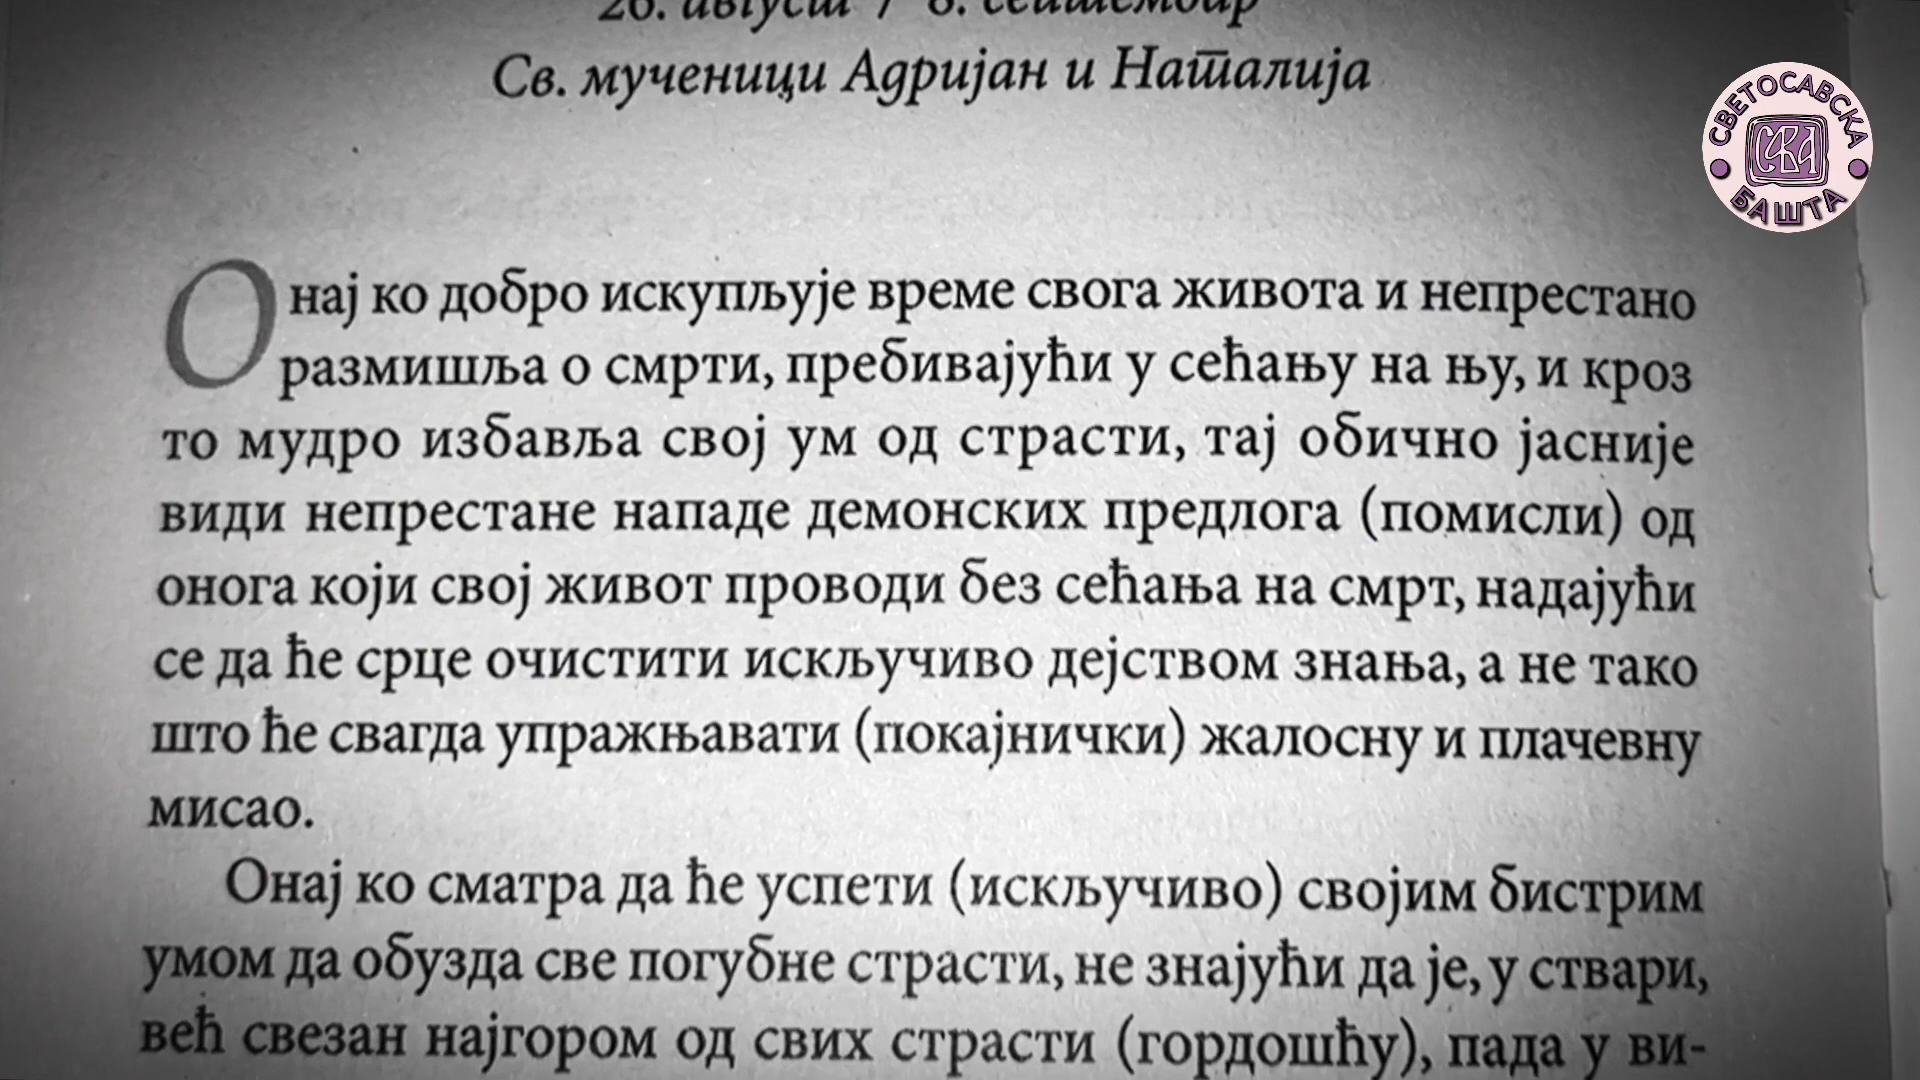 26. август / 8. септембар
Св. мученици Адријан и Наталија
СВЕТОСАВСКА
САВА
БАШТА
Онај ко добро искупљује време свога живота и непрестано
размишља о смрти, пребивајући у сећању на њу, и кроз
то мудро избавља свој ум од страсти, тај обично јасније
види непрестане нападе демонских предлога (помисли) од
онога који свој живот проводи без сећања на смрт, надајући
се да ће срце очистити искључиво дејством знања, а не тако
што ће свагда упражњавати (покајнички) жалосну и плачевну
мисао.
Онај ко сматра да ће успети (искључиво) својим бистрим
умом да обузда све погубне страсти, не знајући да је, у ствари,
већ свезан најгором од свих страсти (гордошћу), пада у ви-